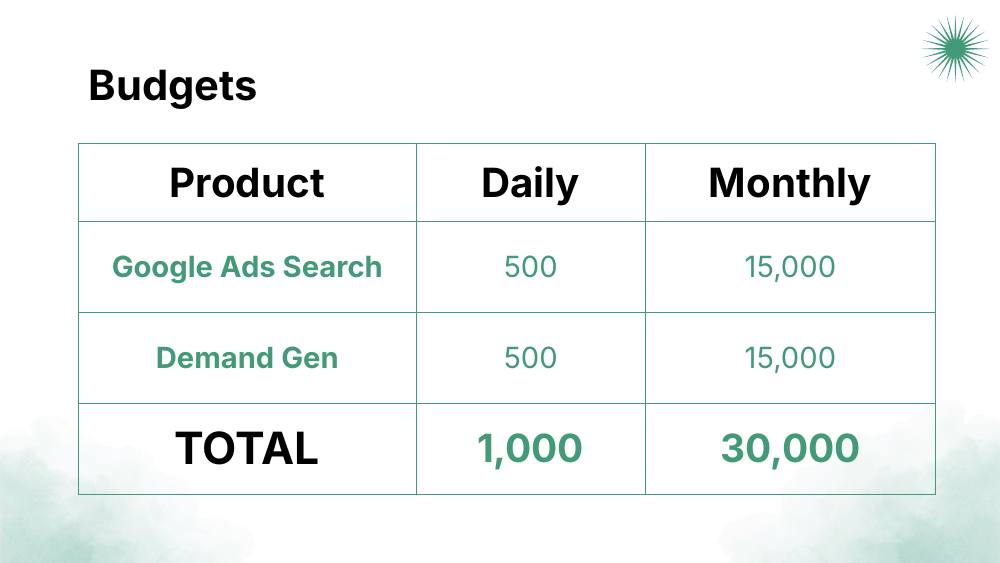 Budgets
Product Daily Monthly
Google Ads Search 500 15,000
Demand Gen 500 15,000
TOTAL 1,000 30,000